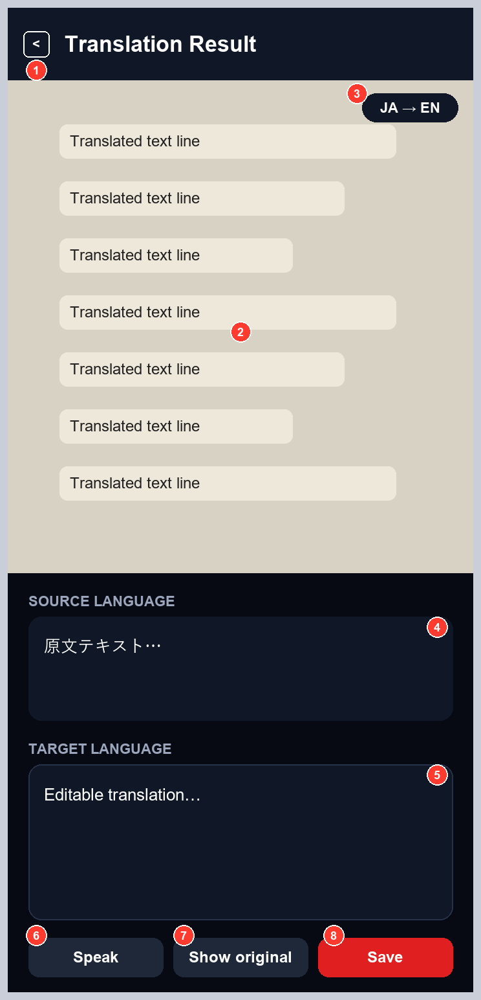 < Translation Result
1
3
JA → EN
Translated text line
Translated text line
Translated text line
Translated text line
2
Translated text line
Translated text line
Translated text line
SOURCE LANGUAGE
4
原文テキスト…
TARGET LANGUAGE
5
Editable translation…
6 7 8
Speak Show original Save